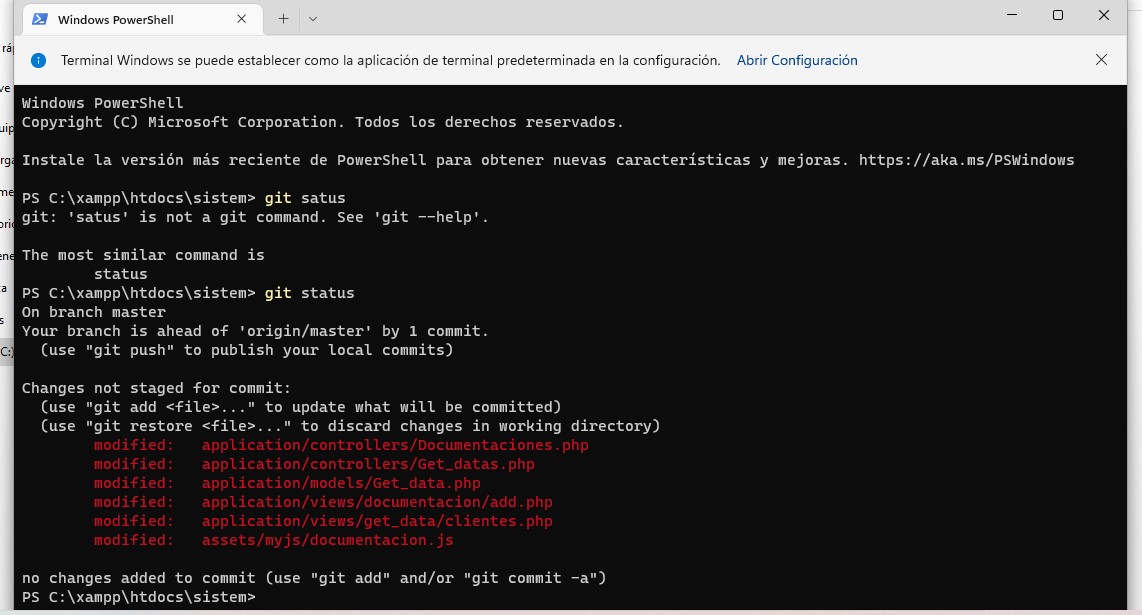 Windows PowerShell
Terminal Windows se puede establecer como la aplicación de terminal predeterminada en la configuración. Abrir Configuración
Windows PowerShell
Copyright (C) Microsoft Corporation. Todos los derechos reservados.
Instale la versión más reciente de PowerShell para obtener nuevas características y mejoras. https://aka.ms/PSWindows
PS C:\xampp\htdocs\sistem> git satus
git: 'satus' is not a git command. See 'git --help'.
The most similar command is
status
PS C:\xampp\htdocs\sistem> git status
On branch master
Your branch is ahead of 'origin/master' by 1 commit.
(use "git push" to publish your local commits)
Changes not staged for commit:
(use "git add <file>..." to update what will be committed)
(use "git restore <file>..." to discard changes in working directory)
modified: application/controllers/Documentaciones.php
modified: application/controllers/Get_datas.php
modified: application/models/Get_data.php
modified: application/views/documentacion/add.php
modified: application/views/get_data/clientes.php
modified: assets/myjs/documentacion.js
no changes added to commit (use "git add" and/or "git commit -a")
PS C:\xampp\htdocs\sistem>